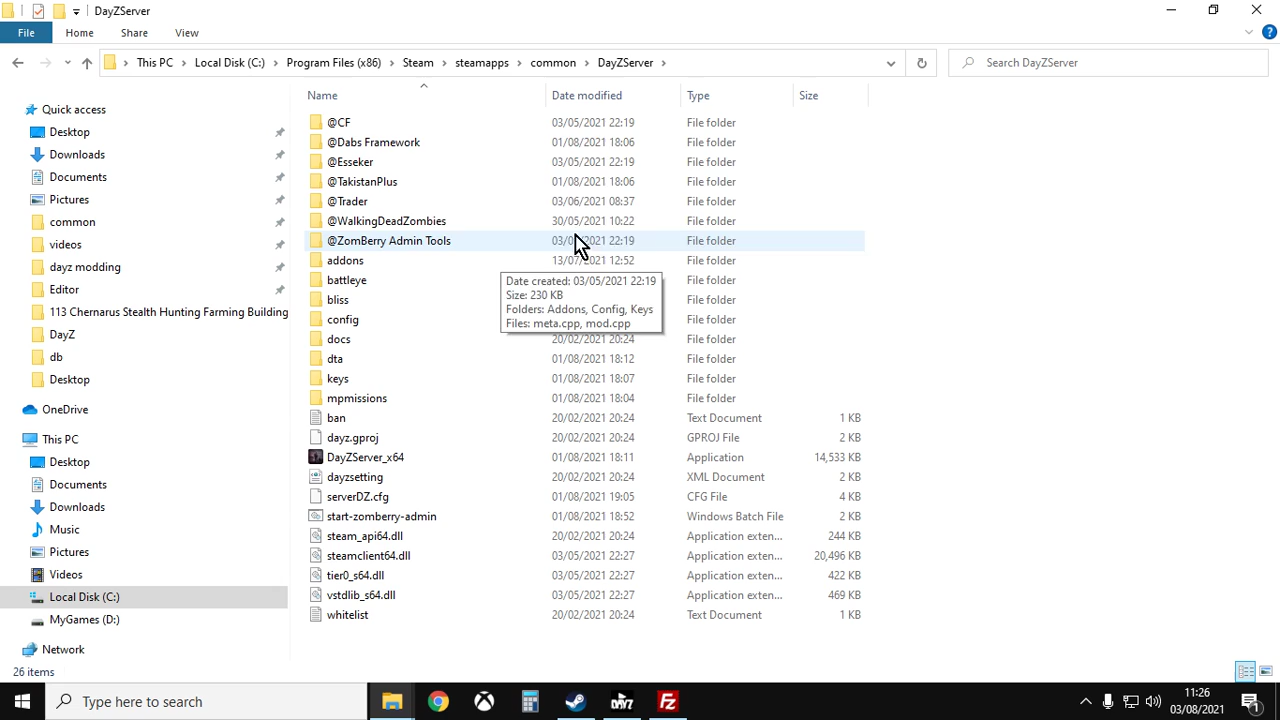 DayZServer
File Home Share View
This PC Local Disk (C:) Program Files (x86) Steam steamapps common DayZServer
Search DayZServer
Name Date modified Type Size
Quick access
Desktop
Downloads
Documents
Pictures
common
videos
dayz modding
Editor
113 Chernarus Stealth Hunting Farming Building
DayZ
db
Desktop
OneDrive
This PC
Desktop
Documents
Downloads
Music
Pictures
Videos
Local Disk (C:)
MyGames (D:)
Network
@CF 03/05/2021 22:19 File folder
@Dabs Framework 01/08/2021 18:06 File folder
@Esseker 03/05/2021 22:19 File folder
@TakistanPlus 01/08/2021 18:06 File folder
@Trader 03/06/2021 08:37 File folder
@WalkingDeadZombies 30/05/2021 10:22 File folder
@ZomBerry Admin Tools 22:19 File folder
addons 13/07/2021 12:52 File folder
battleye File folder
bliss File folder
config File folder
docs 20/02/2021 20:24 File folder
dta 01/08/2021 18:12 File folder
keys 01/08/2021 18:07 File folder
mpmissions 01/08/2021 18:04 File folder
ban 20/02/2021 20:24 Text Document 1 KB
dayz.gproj 20/02/2021 20:24 GPROJ File 2 KB
DayZServer_x64 01/08/2021 18:11 Application 14,533 KB
dayzsetting 20/02/2021 20:24 XML Document 2 KB
serverDZ.cfg 01/08/2021 19:05 CFG File 4 KB
start-zomberry-admin 01/08/2021 18:52 Windows Batch File 2 KB
steam_api64.dll 20/02/2021 20:24 Application exten... 244 KB
steamclient64.dll 03/05/2021 22:27 Application exten... 20,496 KB
tier0_s64.dll 03/05/2021 22:27 Application exten... 422 KB
vstdlib_s64.dll 03/05/2021 22:27 Application exten... 469 KB
whitelist 20/02/2021 20:24 Text Document 1 KB
Date created: 03/05/2021 22:19
Size: 230 KB
Folders: Addons, Config, Keys
Files: meta.cpp, mod.cpp
26 items
Type here to search
11:26
03/08/2021